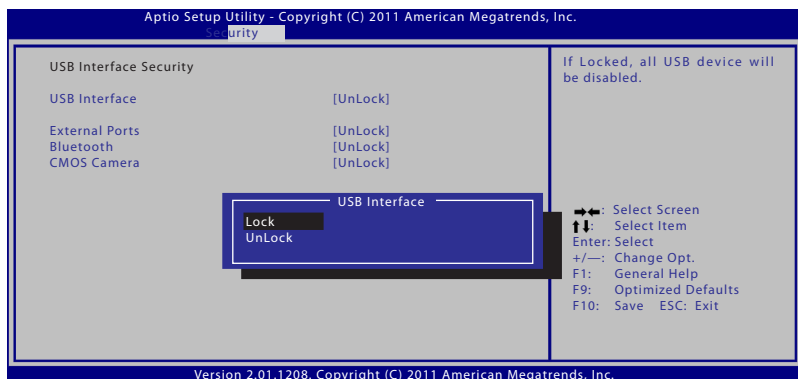 Aptio Setup Utility - Copyright (C) 2011 American Megatrends, Inc.
Security
USB Interface Security
USB Interface [UnLock]
External Ports [UnLock]
Bluetooth [UnLock]
CMOS Camera [UnLock]
USB Interface
Lock
UnLock
If Locked, all USB device will
be disabled.
→←: Select Screen
↑↓: Select Item
Enter: Select
+/—: Change Opt.
F1: General Help
F9: Optimized Defaults
F10: Save ESC: Exit
Version 2.01.1208. Copyright (C) 2011 American Megatrends, Inc.